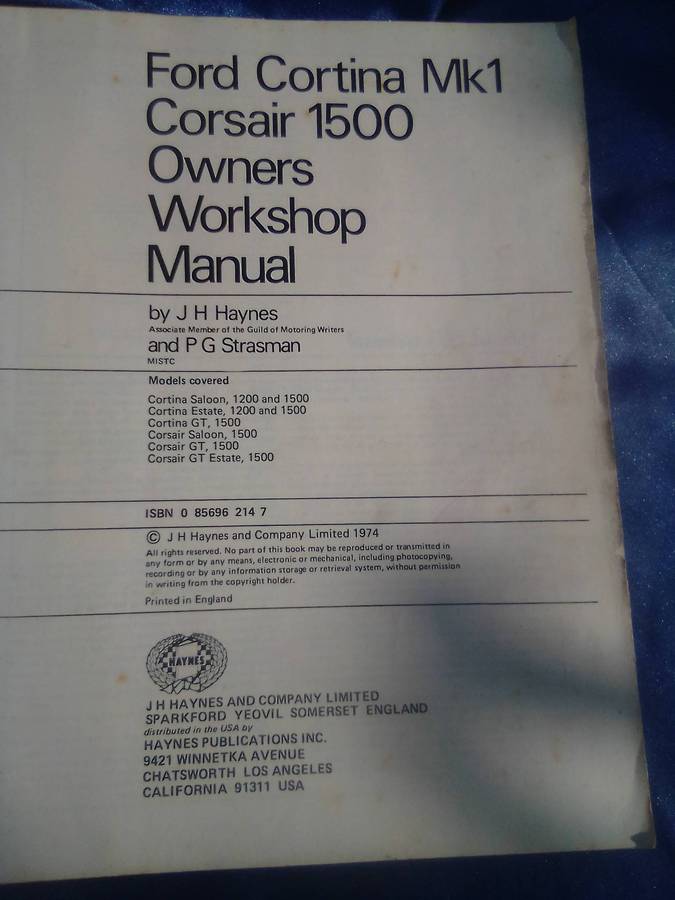 Ford Cortina Mk1
Corsair 1500
Owners
Workshop
Manual
by J H Haynes
Associate Member of the Guild of Motoring Writers
and P G Strasman
MISTC
Models covered
Cortina Saloon, 1200 and 1500
Cortina Estate, 1200 and 1500
Cortina GT, 1500
Corsair Saloon, 1500
Corsair GT, 1500
Corsair GT Estate, 1500
ISBN 0 85696 214 7
© J H Haynes and Company Limited 1974
All rights reserved. No part of this book may be reproduced or transmitted in
any form or by any means, electronic or mechanical, including photocopying,
recording or by any information storage or retrieval system, without permission
in writing from the copyright holder.
Printed in England
HAYNES
J H HAYNES AND COMPANY LIMITED
SPARKFORD YEOVIL SOMERSET ENGLAND
distributed in the USA by
HAYNES PUBLICATIONS INC.
9421 WINNETKA AVENUE
CHATSWORTH LOS ANGELES
CALIFORNIA 91311 USA